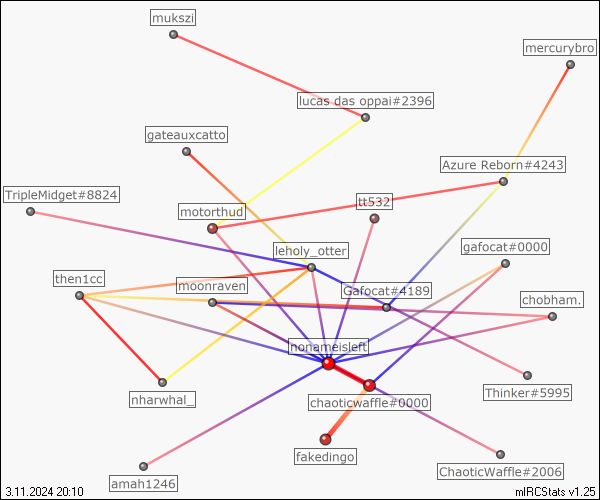 mukszi
mercurybro
lucas das oppai#2396
gateauxcatto
Azure Reborn#4243
TripleMidget#8824
tt532
motorthud
gafocat#0000
leholy_otter
then1cc
moonraven
Gafocat#4189
chobham.
nonameisleft
Thinker#5995
nharwhal_
chaoticwaffle#0000
fakedingo
ChaoticWaffle#2006
amah1246
3.11.2024 20:10
mIRCStats v1.25